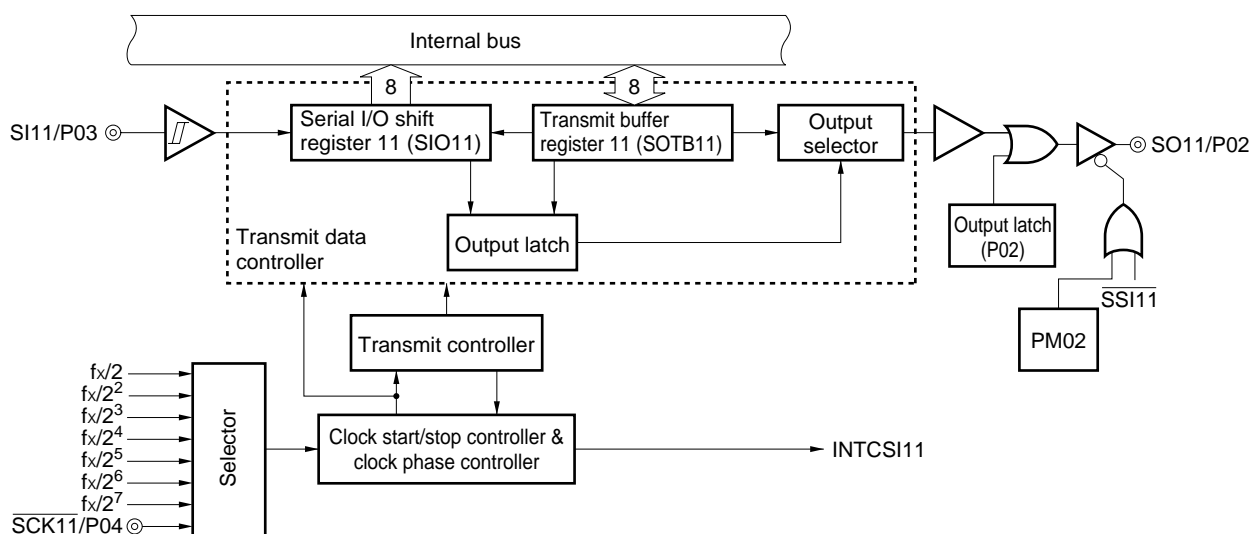 Internal bus
8
8
SI11/P03
Serial I/O shift
register 11 (SIO11)
Transmit buffer
register 11 (SOTB11)
Output
selector
SO11/P02
Output latch
Transmit data
controller
Output latch
(P02)
SSI11
PM02
Transmit controller
fx/2
fx/2²
fx/2³
fx/2⁴
fx/2⁵
fx/2⁶
fx/2⁷
SCK11/P04
Selector
Clock start/stop controller &
clock phase controller
INTCSI11